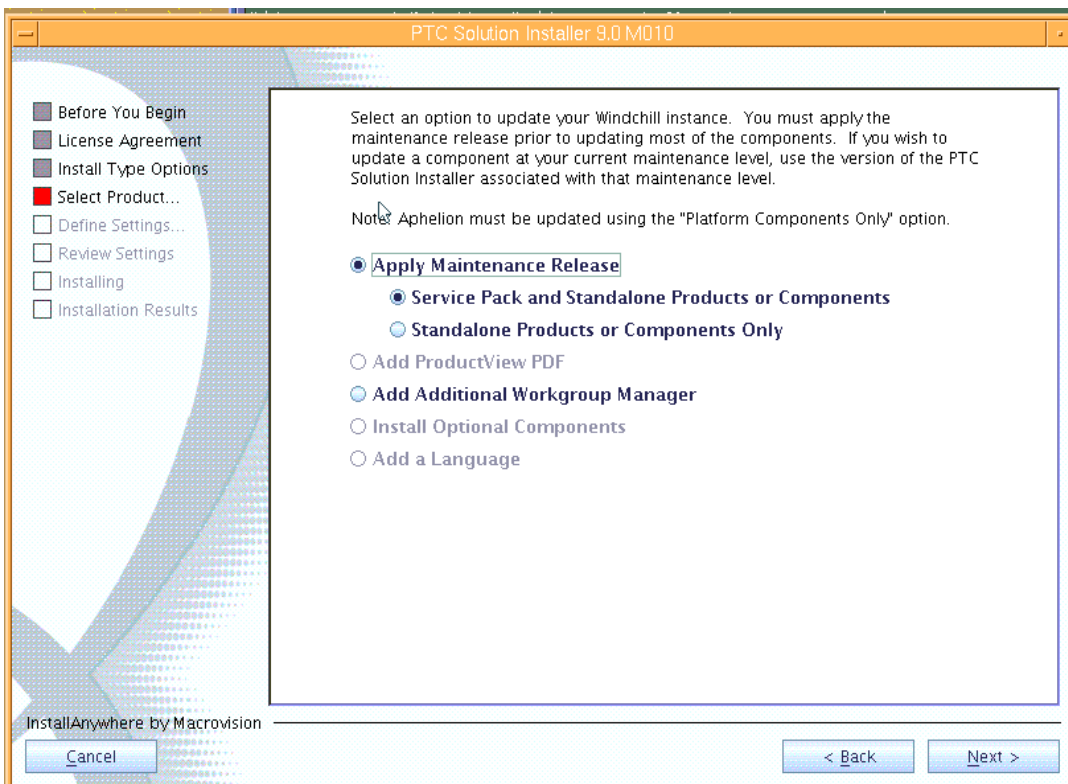 PTC Solution Installer 9.0 M010
Before You Begin
License Agreement
Install Type Options
Select Product...
Define Settings...
Review Settings
Installing
Installation Results
Select an option to update your Windchill instance. You must apply the
maintenance release prior to updating most of the components. If you wish to
update a component at your current maintenance level, use the version of the PTC
Solution Installer associated with that maintenance level.
Note: Aphelion must be updated using the "Platform Components Only" option.
Apply Maintenance Release
Service Pack and Standalone Products or Components
Standalone Products or Components Only
Add ProductView PDF
Add Additional Workgroup Manager
Install Optional Components
Add a Language
InstallAnywhere by Macrovision
Cancel
< Back
Next >